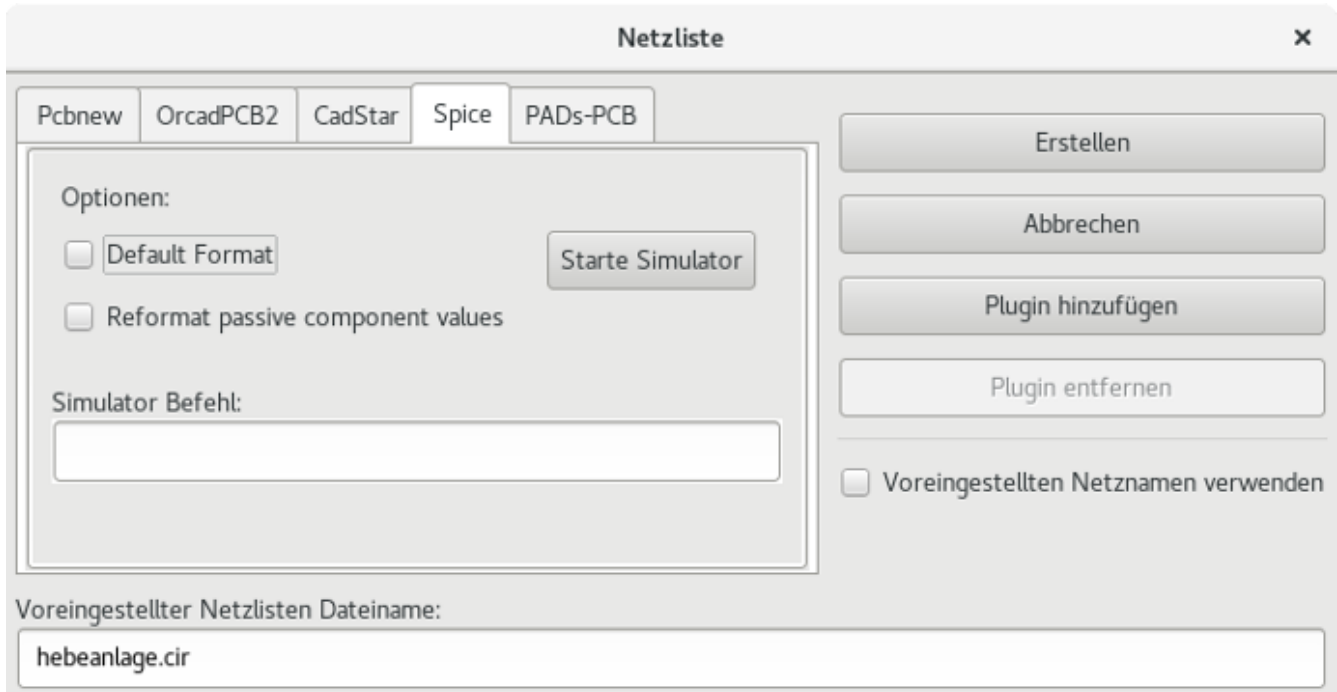 Netzliste ×
Pcbnew OrcadPCB2 CadStar Spice PADs-PCB
Erstellen
Optionen:
Abbrechen
Default Format
Starte Simulator
Plugin hinzufügen
Reformat passive component values
Plugin entfernen
Simulator Befehl:
Voreingestellten Netznamen verwenden
Voreingestellter Netzlisten Dateiname:
hebeanlage.cir